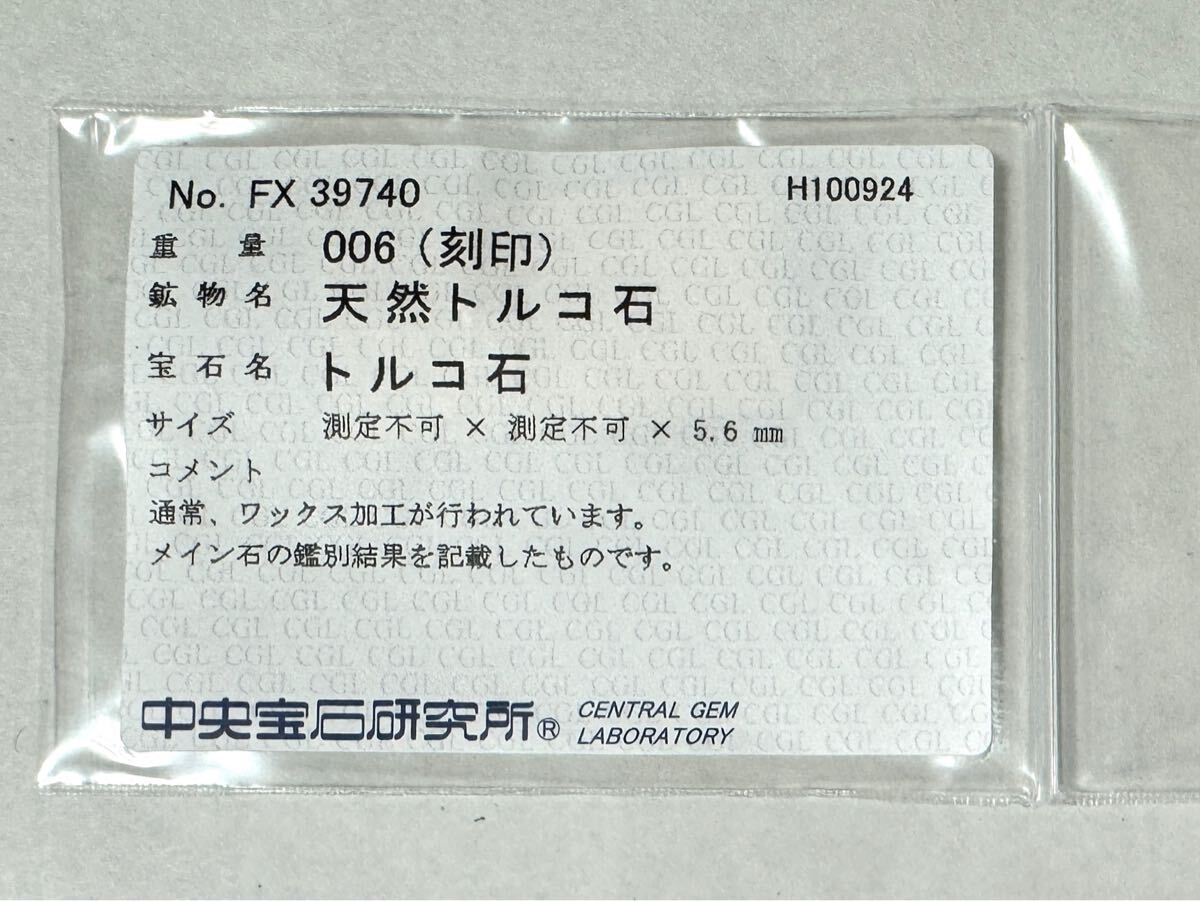 No. FX 39740 H100924
重量 006（刻印）
鉱物名 天然トルコ石
宝石名 トルコ石
サイズ 測定不可 × 測定不可 × 5.6 mm
コメント
通常、ワックス加工が行われています。
メイン石の鑑別結果を記載したものです。
中央宝石研究所® CENTRAL GEM
LABORATORY